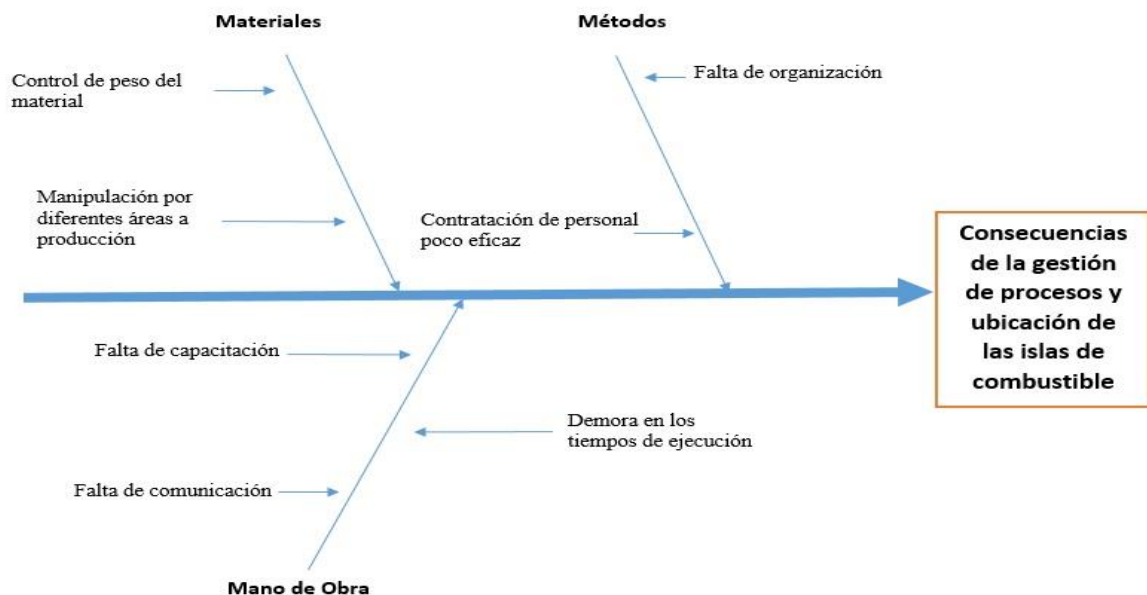 Materiales
Métodos
Control de peso del
material
Falta de organización
Manipulación por
diferentes áreas a
producción
Contratación de personal
poco eficaz
Consecuencias
de la gestión
de procesos y
ubicación de
las islas de
combustible
Falta de capacitación
Demora en los
tiempos de ejecución
Falta de comunicación
Mano de Obra